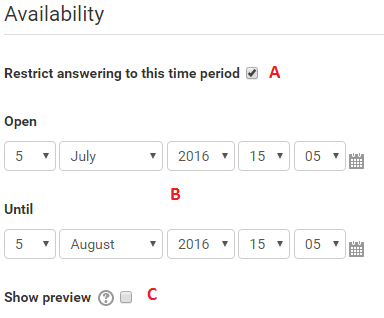 Availability
Restrict answering to this time period A
Open
5 July 2016 15 05
B
Until
5 August 2016 15 05
Show preview ? C